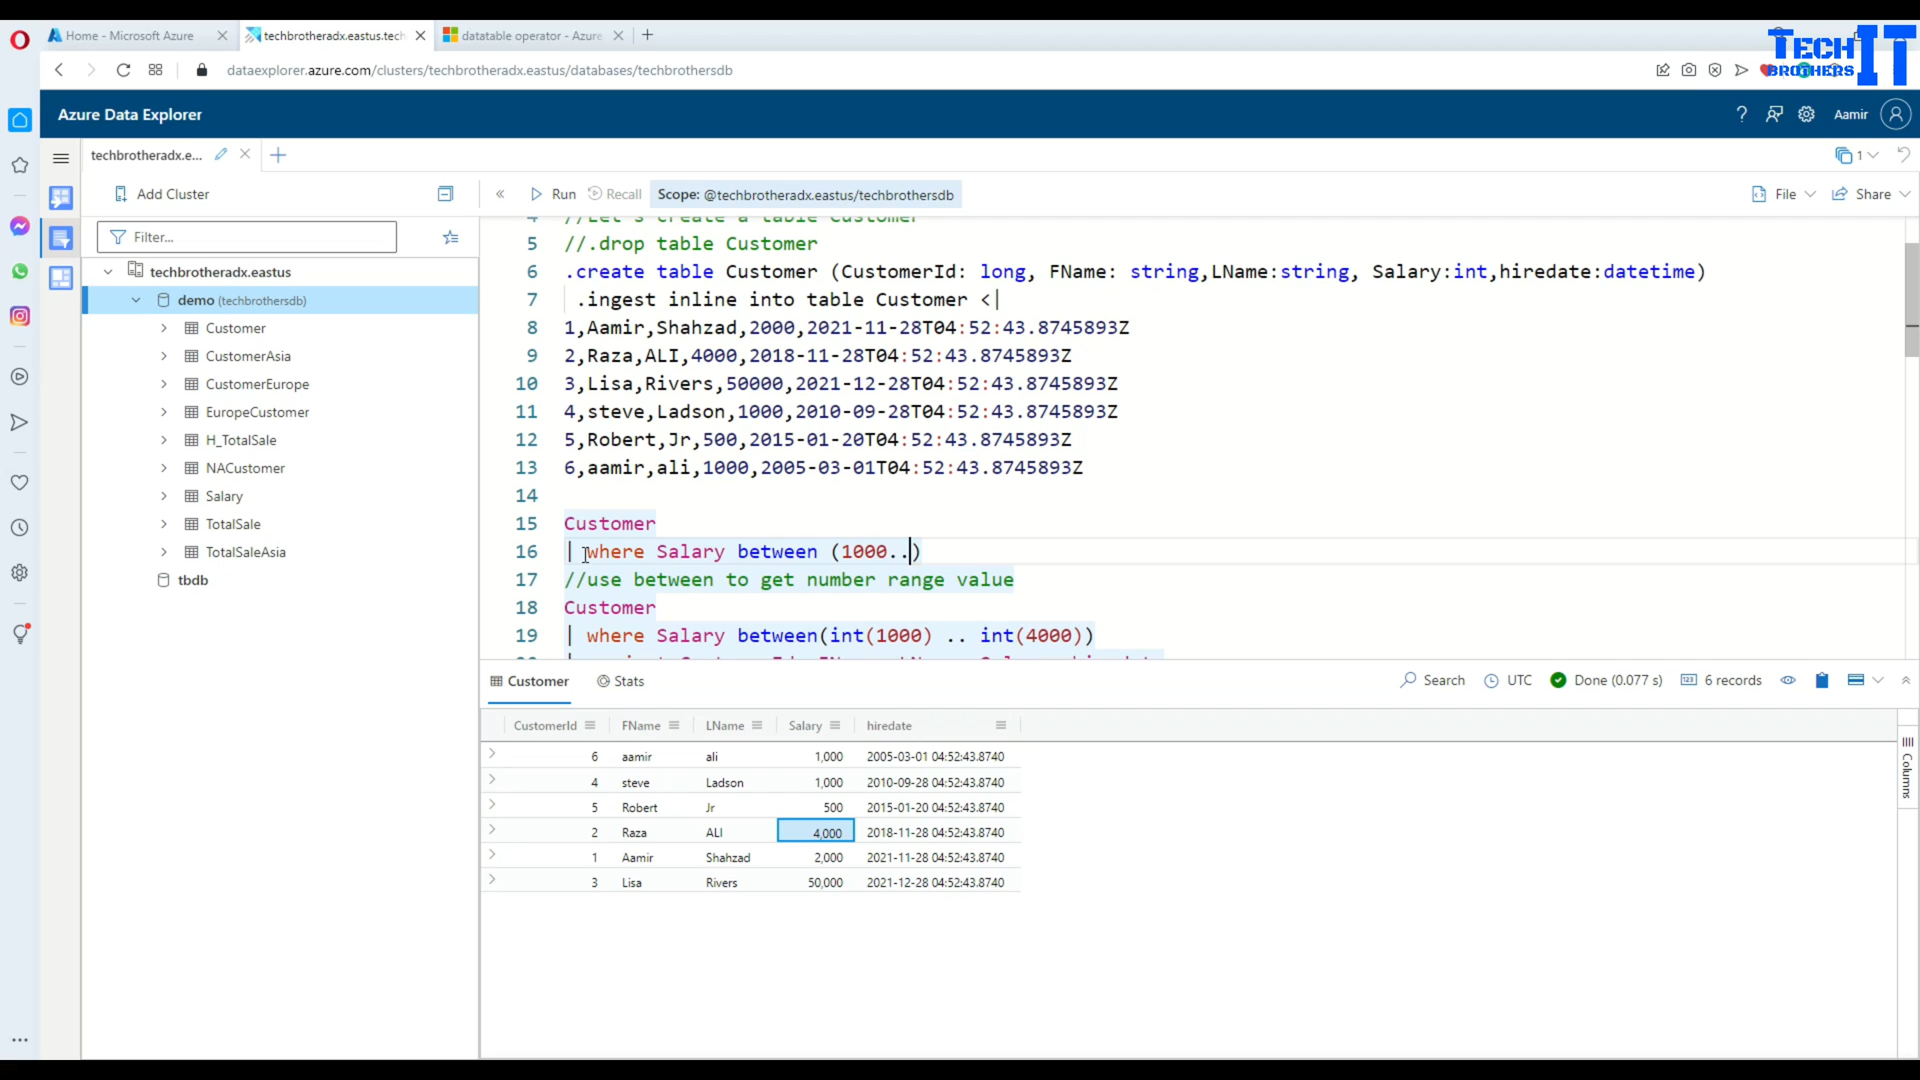 Home - Microsoft Azure
techbrotheradx.eastus.tech
datatable operator - Azure
TECH
BROTHERS
IT
dataexplorer.azure.com/clusters/techbrotheradx.eastus/databases/techbrothersdb
Azure Data Explorer
Aamir
techbrotheradx.e...
1
Add Cluster
Run
Recall
Scope: @techbrotheradx.eastus/techbrothersdb
File
Share
Filter...
techbrotheradx.eastus
demo (techbrothersdb)
Customer
CustomerAsia
CustomerEurope
EuropeCustomer
H_TotalSale
NACustomer
Salary
TotalSale
TotalSaleAsia
tbdb
4 //Let's create a table Customer
5 //.drop table Customer
6 .create table Customer (CustomerId: long, FName: string,LName:string, Salary:int,hiredate:datetime)
7 .ingest inline into table Customer <|
8 1,Aamir,Shahzad,2000,2021-11-28T04:52:43.8745893Z
9 2,Raza,ALI,4000,2018-11-28T04:52:43.8745893Z
10 3,Lisa,Rivers,50000,2021-12-28T04:52:43.8745893Z
11 4,steve,Ladson,1000,2010-09-28T04:52:43.8745893Z
12 5,Robert,Jr,500,2015-01-20T04:52:43.8745893Z
13 6,aamir,ali,1000,2005-03-01T04:52:43.8745893Z
14
15 Customer
16 | where Salary between (1000..)
17 //use between to get number range value
18 Customer
19 | where Salary between(int(1000) .. int(4000))
Customer
Stats
Search
UTC
Done (0.077 s)
6 records
CustomerId FName LName Salary hiredate
6 aamir ali 1,000 2005-03-01 04:52:43.8740
4 steve Ladson 1,000 2010-09-28 04:52:43.8740
5 Robert Jr 500 2015-01-20 04:52:43.8740
2 Raza ALI 4,000 2018-11-28 04:52:43.8740
1 Aamir Shahzad 2,000 2021-11-28 04:52:43.8740
3 Lisa Rivers 50,000 2021-12-28 04:52:43.8740
Columns